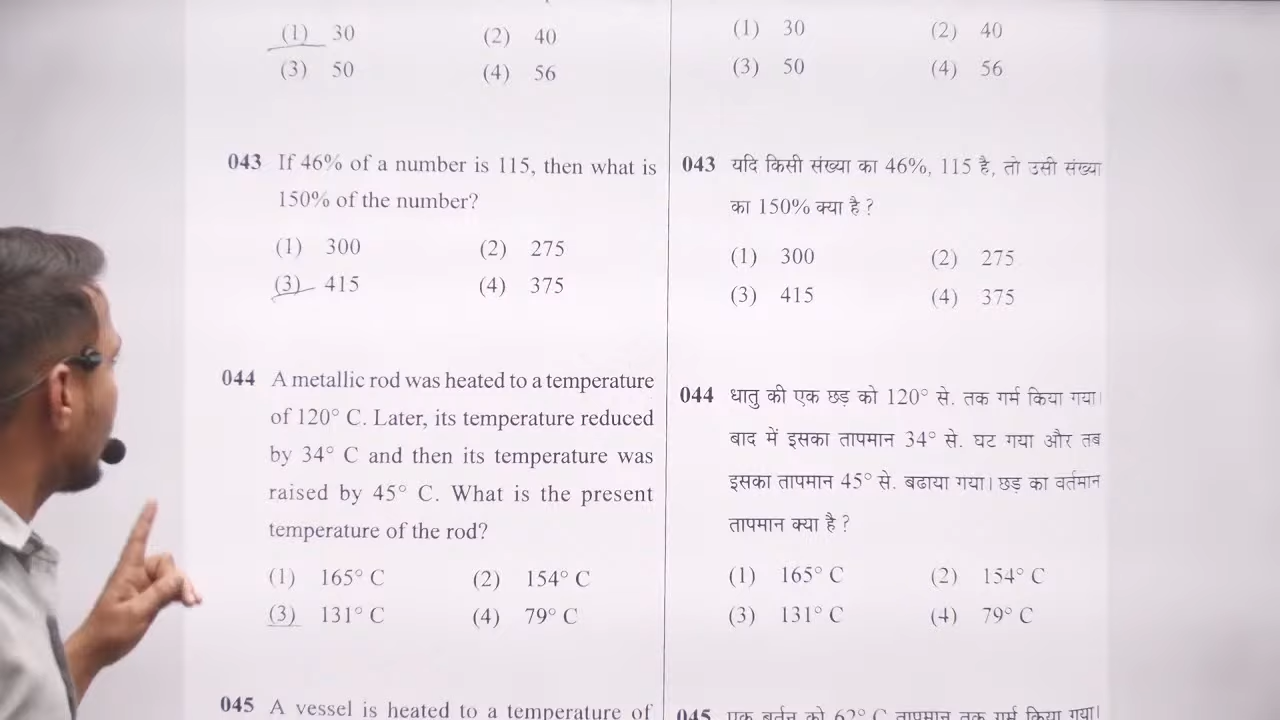 (1) 30 (2) 40
(3) 50 (4) 56
043 If 46% of a number is 115, then what is
150% of the number?
(1) 300 (2) 275
(3) 415 (4) 375
044 A metallic rod was heated to a temperature
of 120° C. Later, its temperature reduced
by 34° C and then its temperature was
raised by 45° C. What is the present
temperature of the rod?
(1) 165° C (2) 154° C
(3) 131° C (4) 79° C
045 A vessel is heated to a temperature of
(1) 30 (2) 40
(3) 50 (4) 56
043 यदि किसी संख्या का 46%, 115 है, तो उसी संख्या
का 150% क्या है ?
(1) 300 (2) 275
(3) 415 (4) 375
044 धातु की एक छड़ को 120° से. तक गर्म किया गया।
बाद में इसका तापमान 34° से. घट गया और तब
इसका तापमान 45° से. बढाया गया। छड़ का वर्तमान
तापमान क्या है ?
(1) 165° C (2) 154° C
(3) 131° C (4) 79° C
045 एक बर्तन को 62° C तापमान तक गर्म किया गया।